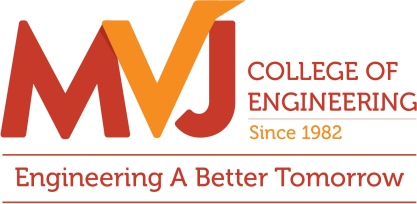 MVJ
COLLEGE OF
ENGINEERING
Since 1982
Engineering A Better Tomorrow